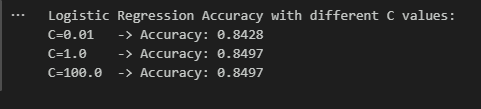 ... Logistic Regression Accuracy with different C values:
C=0.01   -> Accuracy: 0.8428
C=1.0    -> Accuracy: 0.8497
C=100.0  -> Accuracy: 0.8497